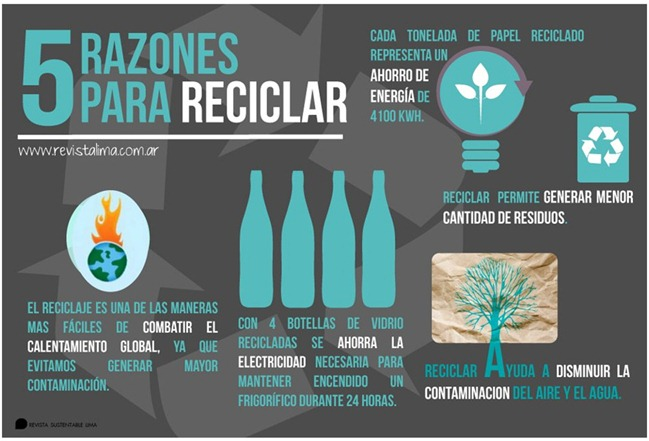 5 RAZONES
PARA RECICLAR
www.revistalima.com.ar
CADA TONELADA DE PAPEL RECICLADO
REPRESENTA UN
AHORRO DE
ENERGÍA DE
4100 KWH.
RECICLAR PERMITE GENERAR MENOR
CANTIDAD DE RESIDUOS.
EL RECICLAJE ES UNA DE LAS MANERAS
MAS FÁCILES DE COMBATIR EL
CALENTAMIENTO GLOBAL, YA QUE
EVITAMOS GENERAR MAYOR
CONTAMINACIÓN.
CON 4 BOTELLAS DE VIDRIO
RECICLADAS SE AHORRA LA
ELECTRICIDAD NECESARIA PARA
MANTENER ENCENDIDO UN
FRIGORÍFICO DURANTE 24 HORAS.
RECICLAR AYUDA A DISMINUIR LA
CONTAMINACION DEL AIRE Y EL AGUA.
REVISTA SUSTENTABLE LIMA